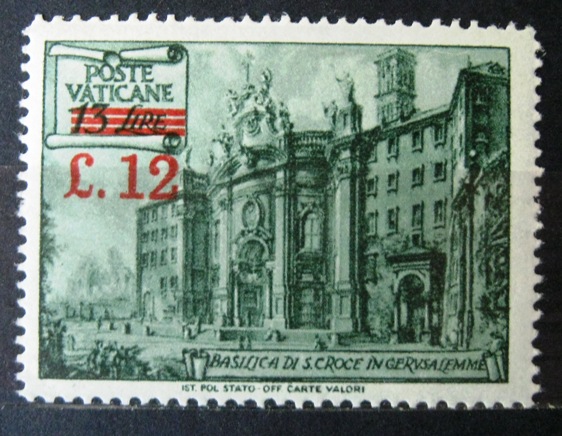 POSTE
VATICANE
13 LIRE
£. 12
BASILICA DI S. CROCE IN GERVSALEMME
IST. POL. STATO - OFF. CARTE VALORI